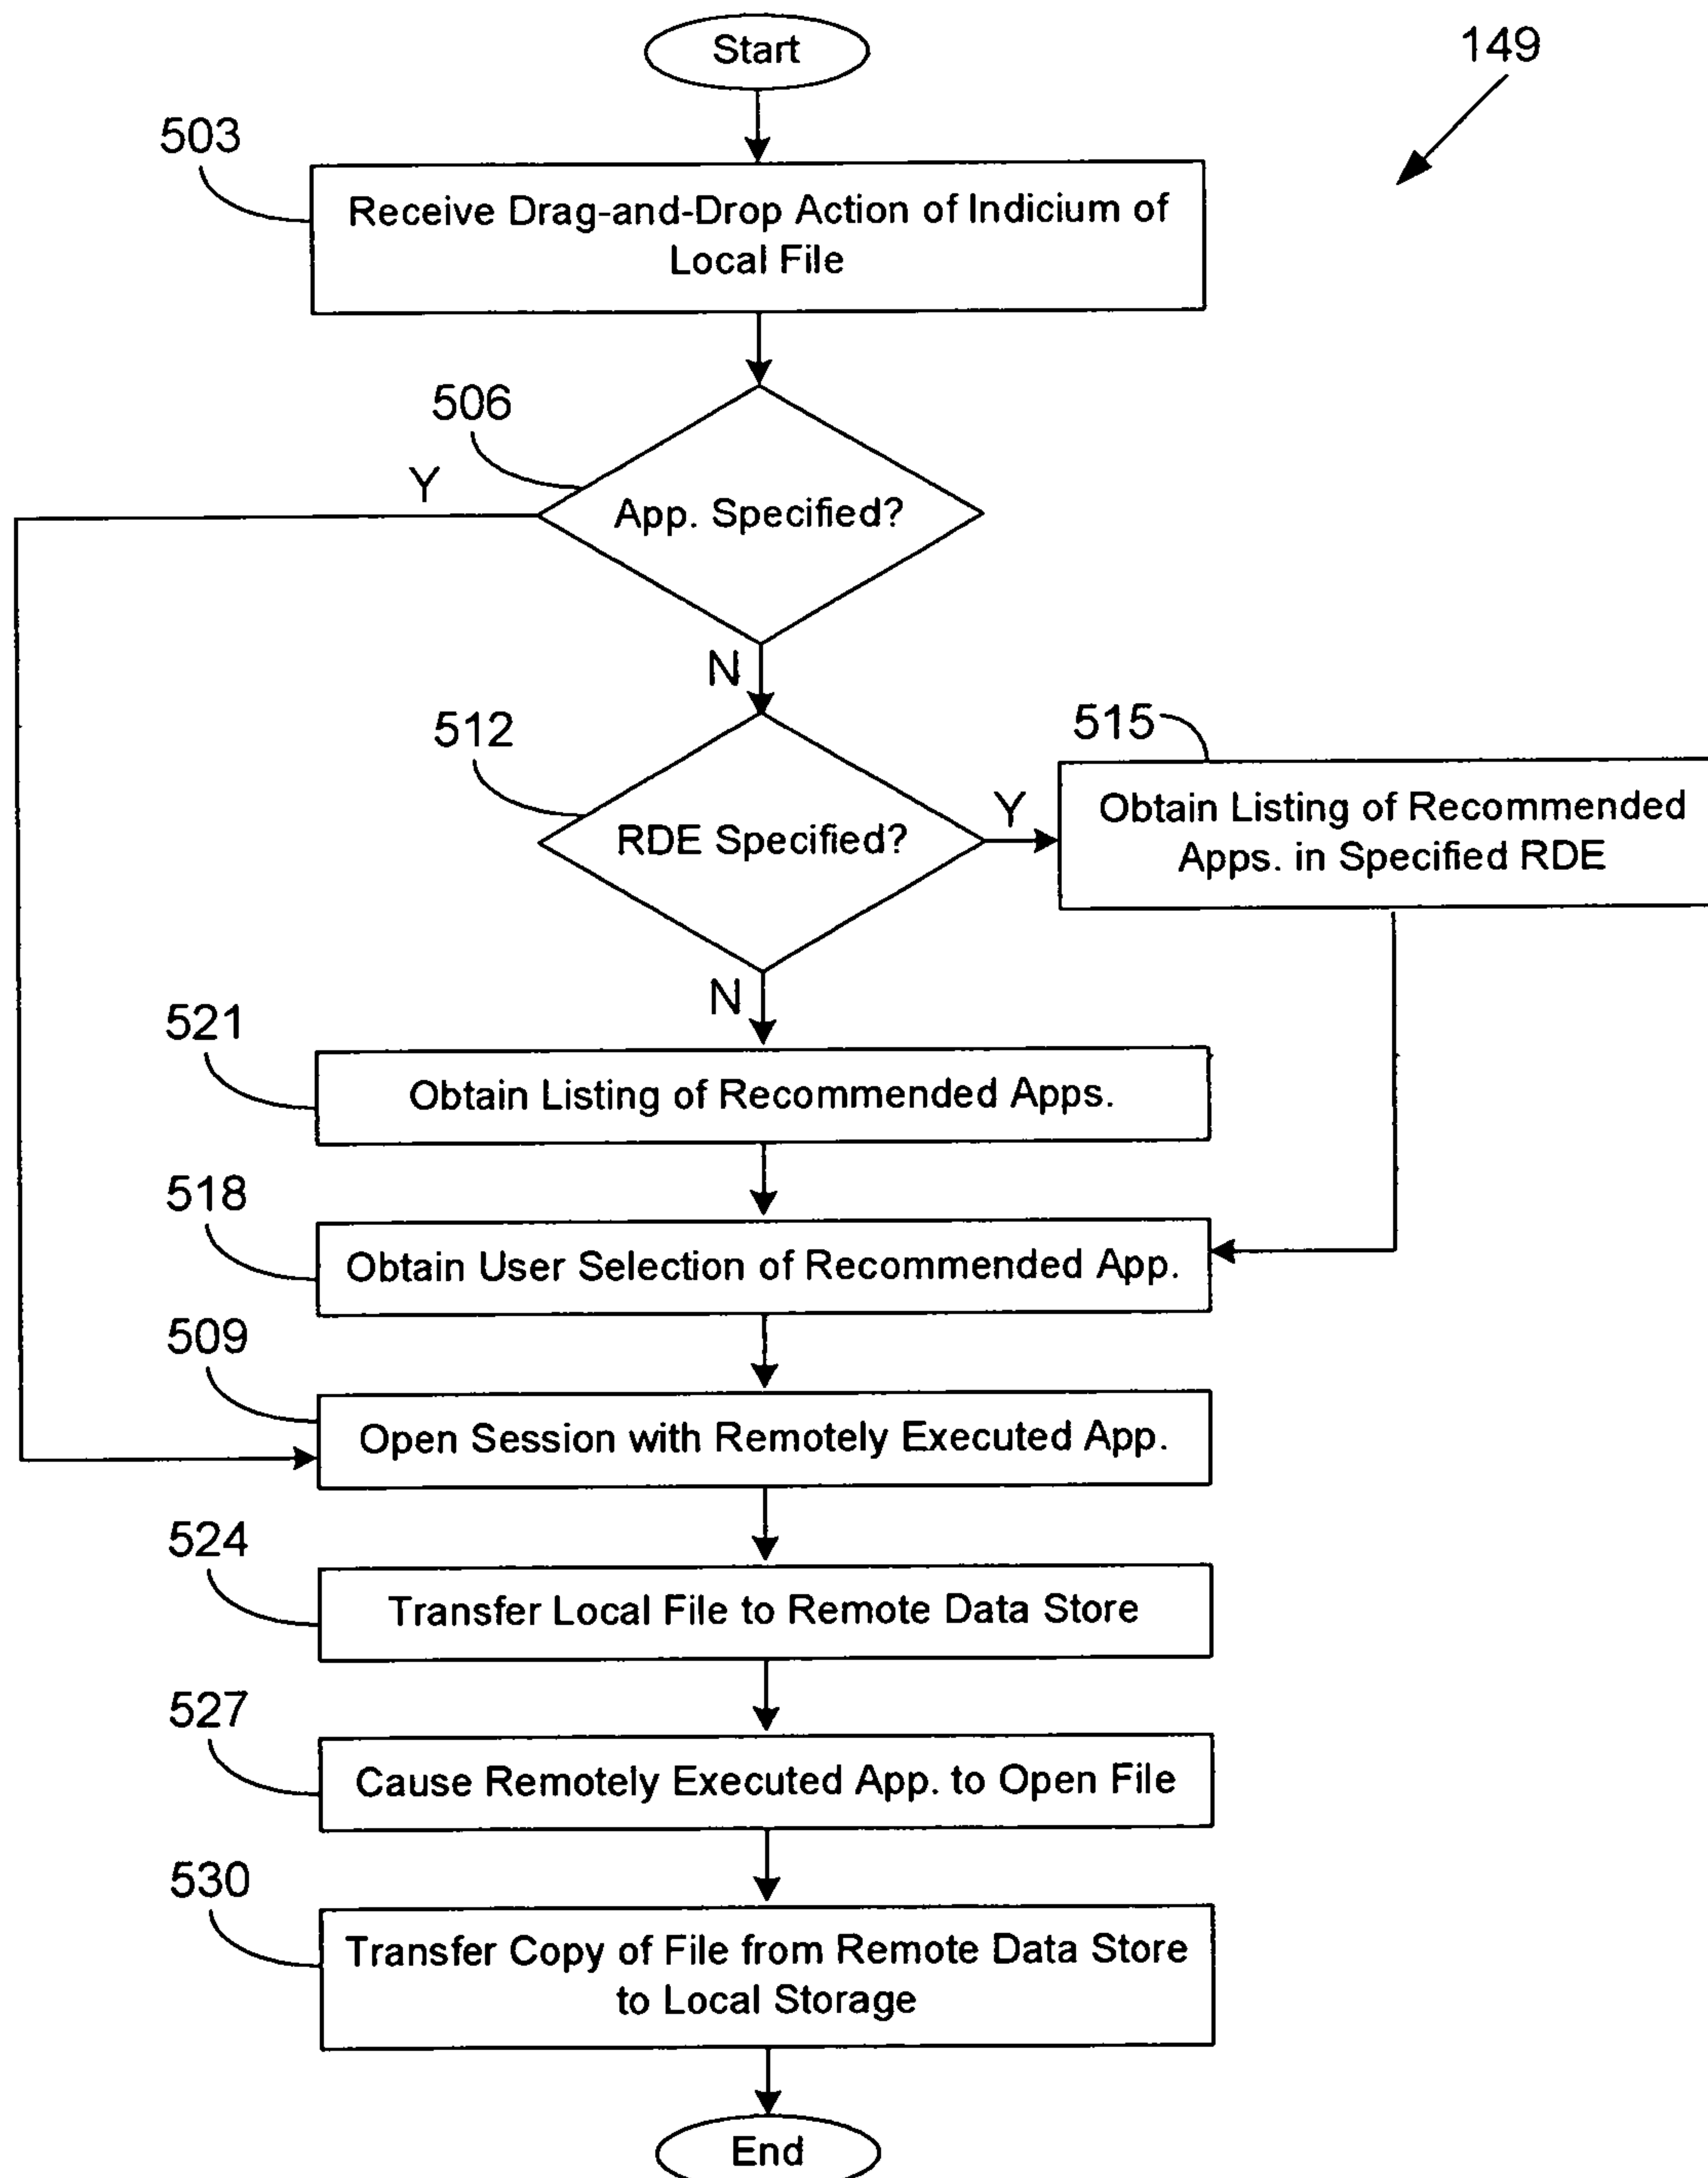 Start
149
503
Receive Drag-and-Drop Action of Indicium of
Local File
506
Y
App. Specified?
N
512
515
RDE Specified?
Y
Obtain Listing of Recommended
Apps. in Specified RDE
N
521
Obtain Listing of Recommended Apps.
518
Obtain User Selection of Recommended App.
509
Open Session with Remotely Executed App.
524
Transfer Local File to Remote Data Store
527
Cause Remotely Executed App. to Open File
530
Transfer Copy of File from Remote Data Store
to Local Storage
End